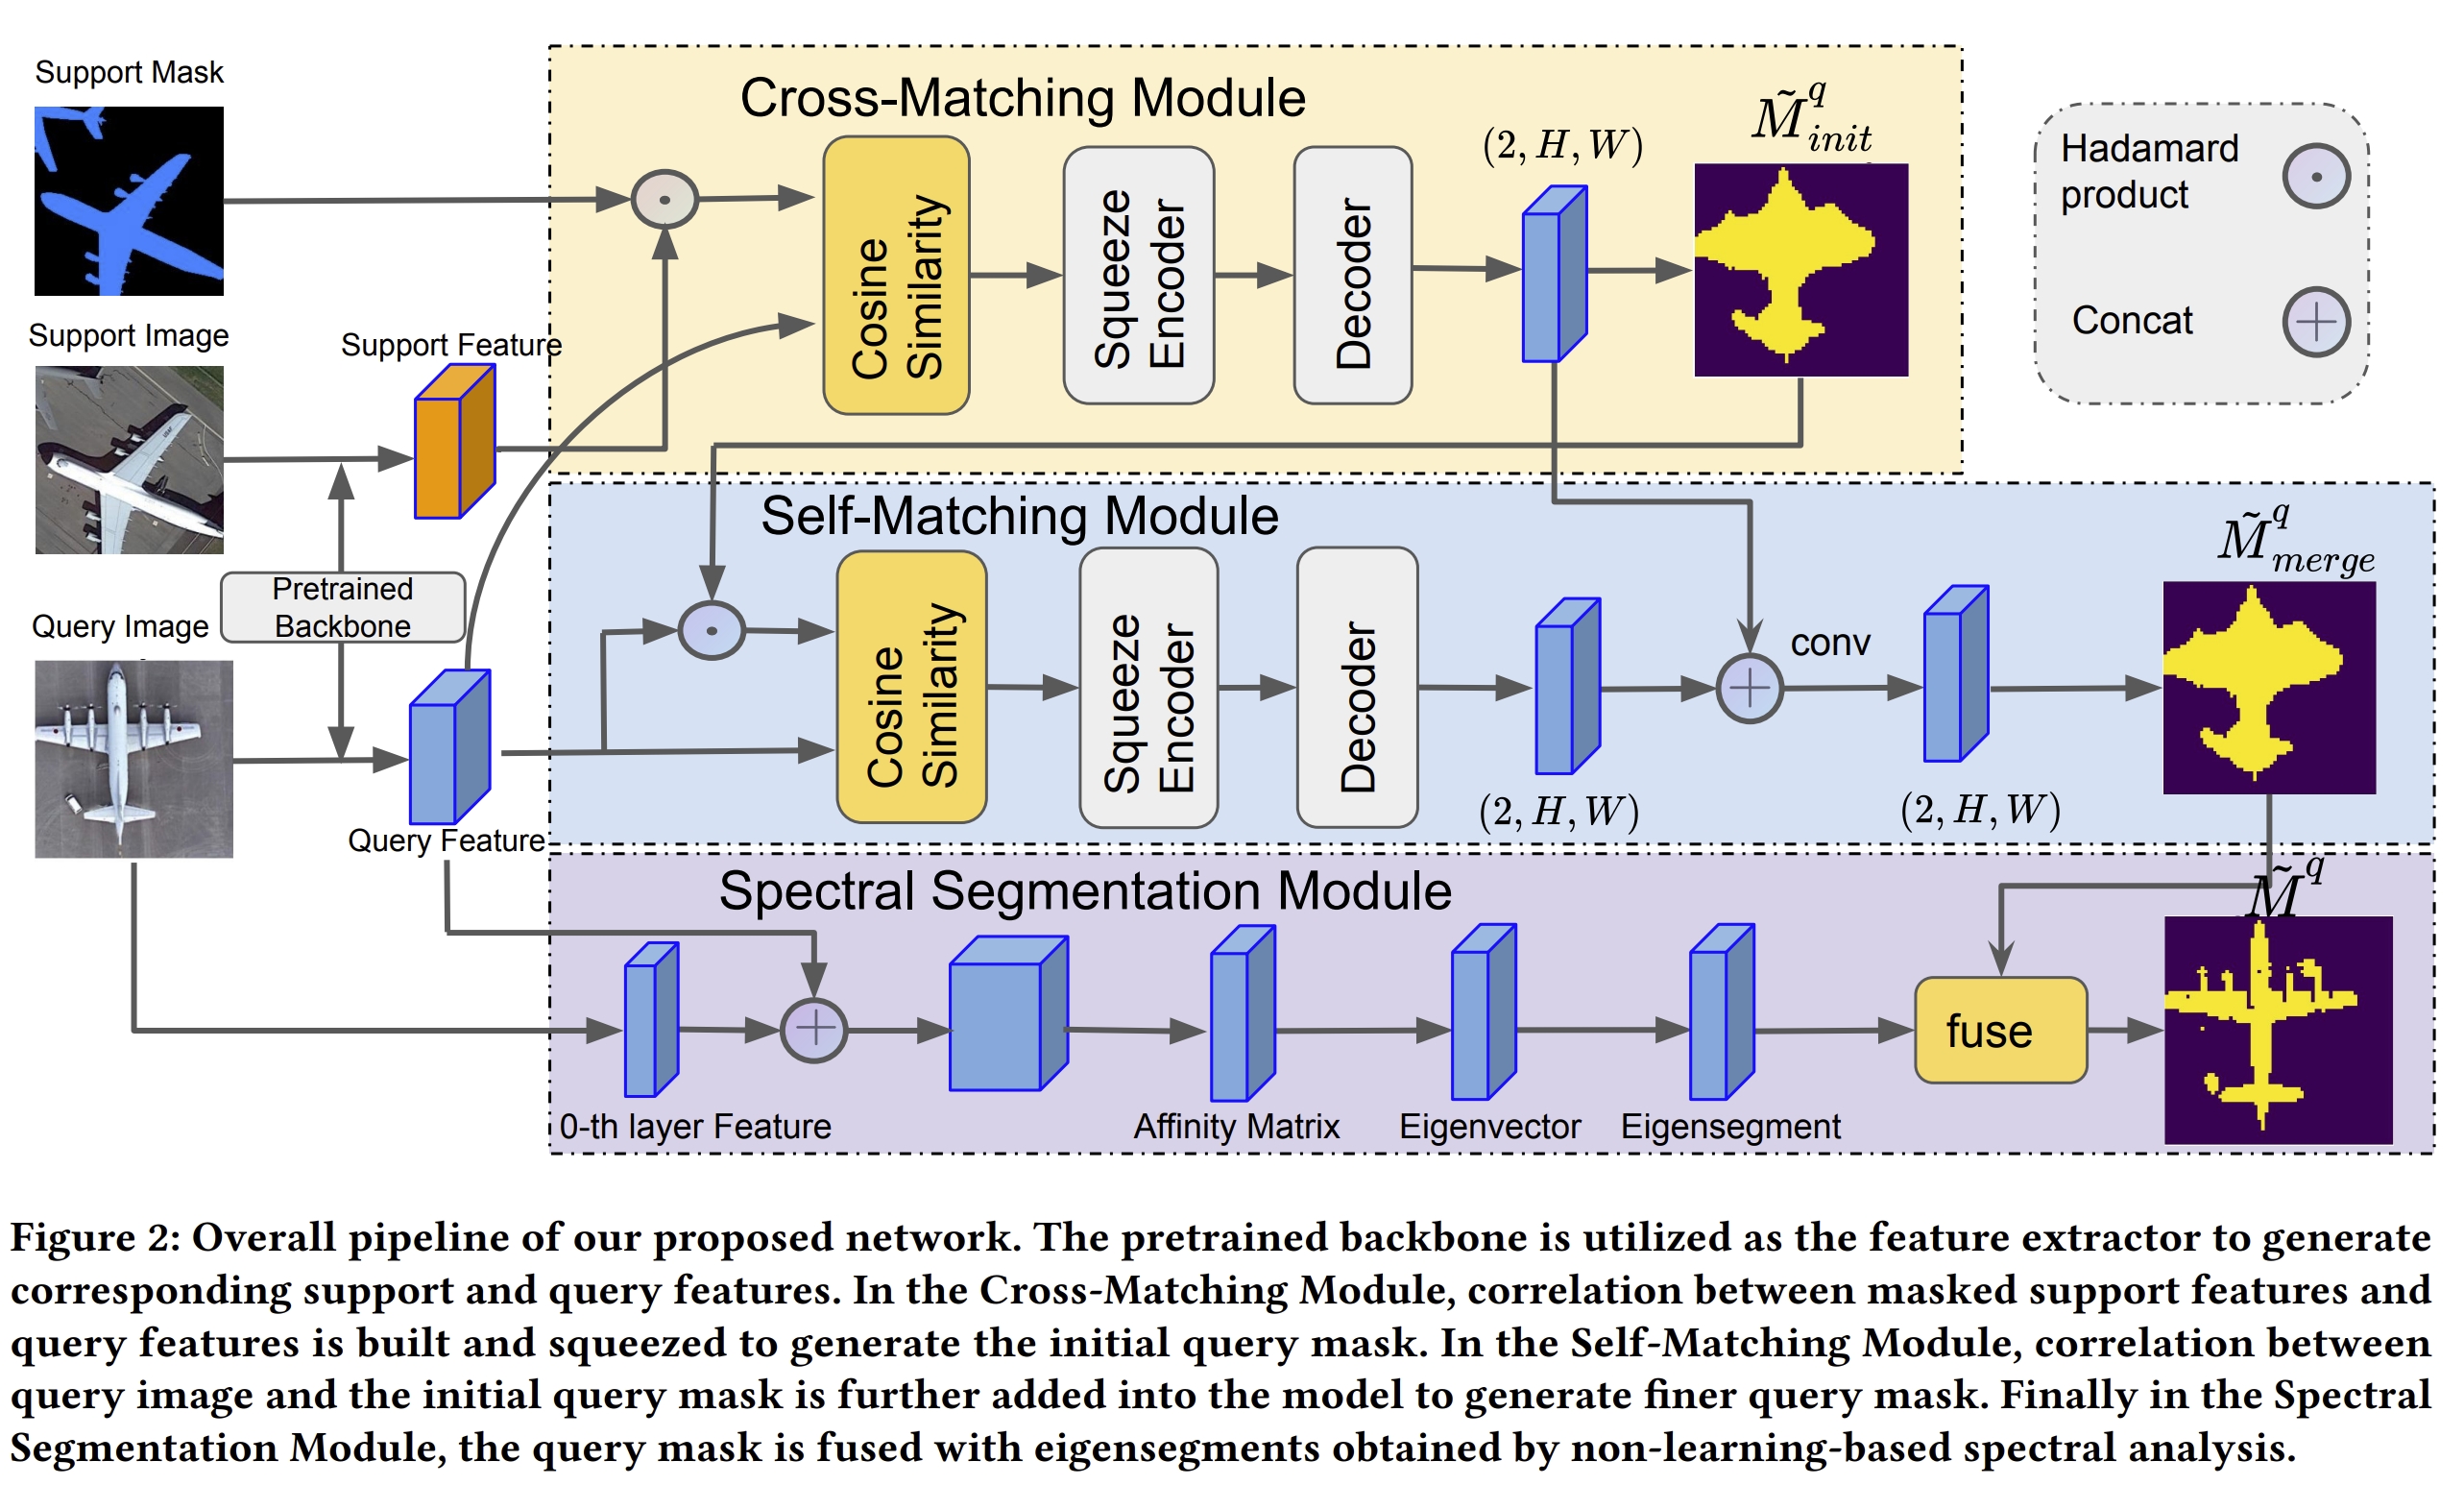 Support Mask
Support Image
Support Feature
Pretrained
Backbone
Query Image
Query Feature
Cross-Matching Module
Cosine
Similarity
Squeeze
Encoder
Decoder
(2, H, W)
M̃^q_init
Hadamard
product
Concat
Self-Matching Module
Cosine
Similarity
Squeeze
Encoder
Decoder
(2, H, W)
conv
(2, H, W)
M̃^q_merge
Spectral Segmentation Module
0-th layer Feature
Affinity Matrix
Eigenvector
Eigensegment
fuse
M̃^q
Figure 2: Overall pipeline of our proposed network. The pretrained backbone is utilized as the feature extractor to generate
corresponding support and query features. In the Cross-Matching Module, correlation between masked support features and
query features is built and squeezed to generate the initial query mask. In the Self-Matching Module, correlation between
query image and the initial query mask is further added into the model to generate finer query mask. Finally in the Spectral
Segmentation Module, the query mask is fused with eigensegments obtained by non-learning-based spectral analysis.